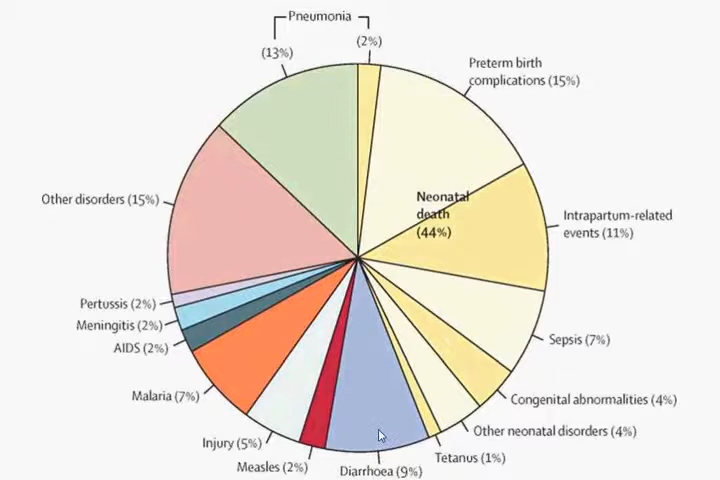 Pneumonia
(13%)
(2%)
Preterm birth
complications (15%)
Neonatal
death
(44%)
Intrapartum-related
events (11%)
Sepsis (7%)
Congenital abnormalities (4%)
Other neonatal disorders (4%)
Tetanus (1%)
Diarrhoea (9%)
Measles (2%)
Injury (5%)
Malaria (7%)
AIDS (2%)
Meningitis (2%)
Pertussis (2%)
Other disorders (15%)